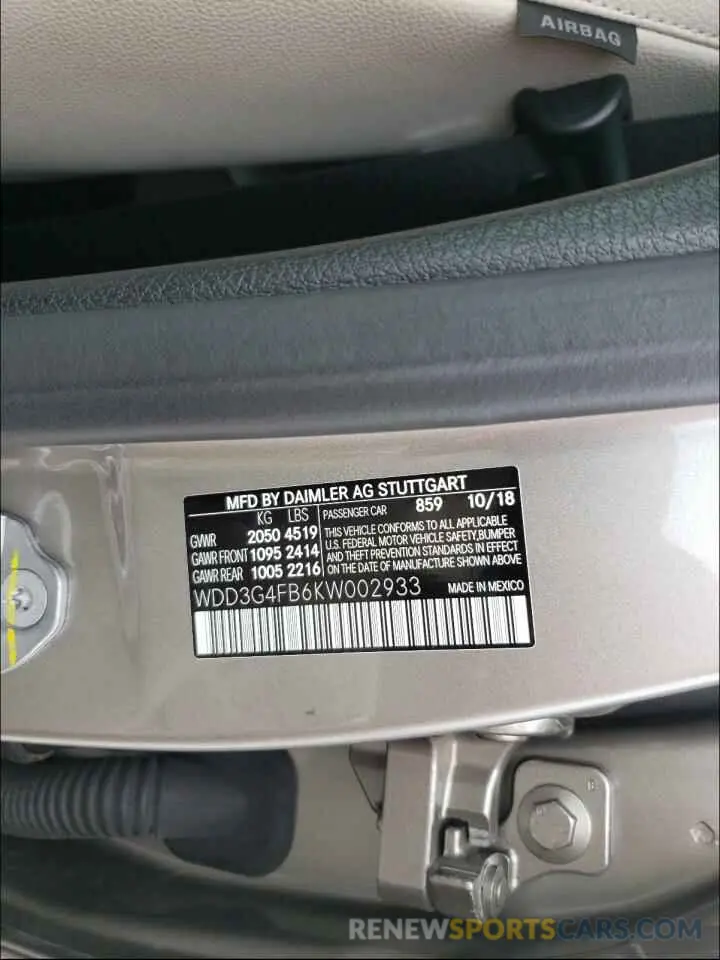 AIRBAG
MFD BY DAIMLER AG STUTTGART
KG LBS PASSENGER CAR 859 10/18
GVWR 2050 4519
GAWR FRONT 1095 2414
GAWR REAR 1005 2216
THIS VEHICLE CONFORMS TO ALL APPLICABLE
U.S. FEDERAL MOTOR VEHICLE SAFETY, BUMPER
AND THEFT PREVENTION STANDARDS IN EFFECT
ON THE DATE OF MANUFACTURE SHOWN ABOVE
WDD3G4FB6KW002933 MADE IN MEXICO
RENEWSPORTSCARS.COM